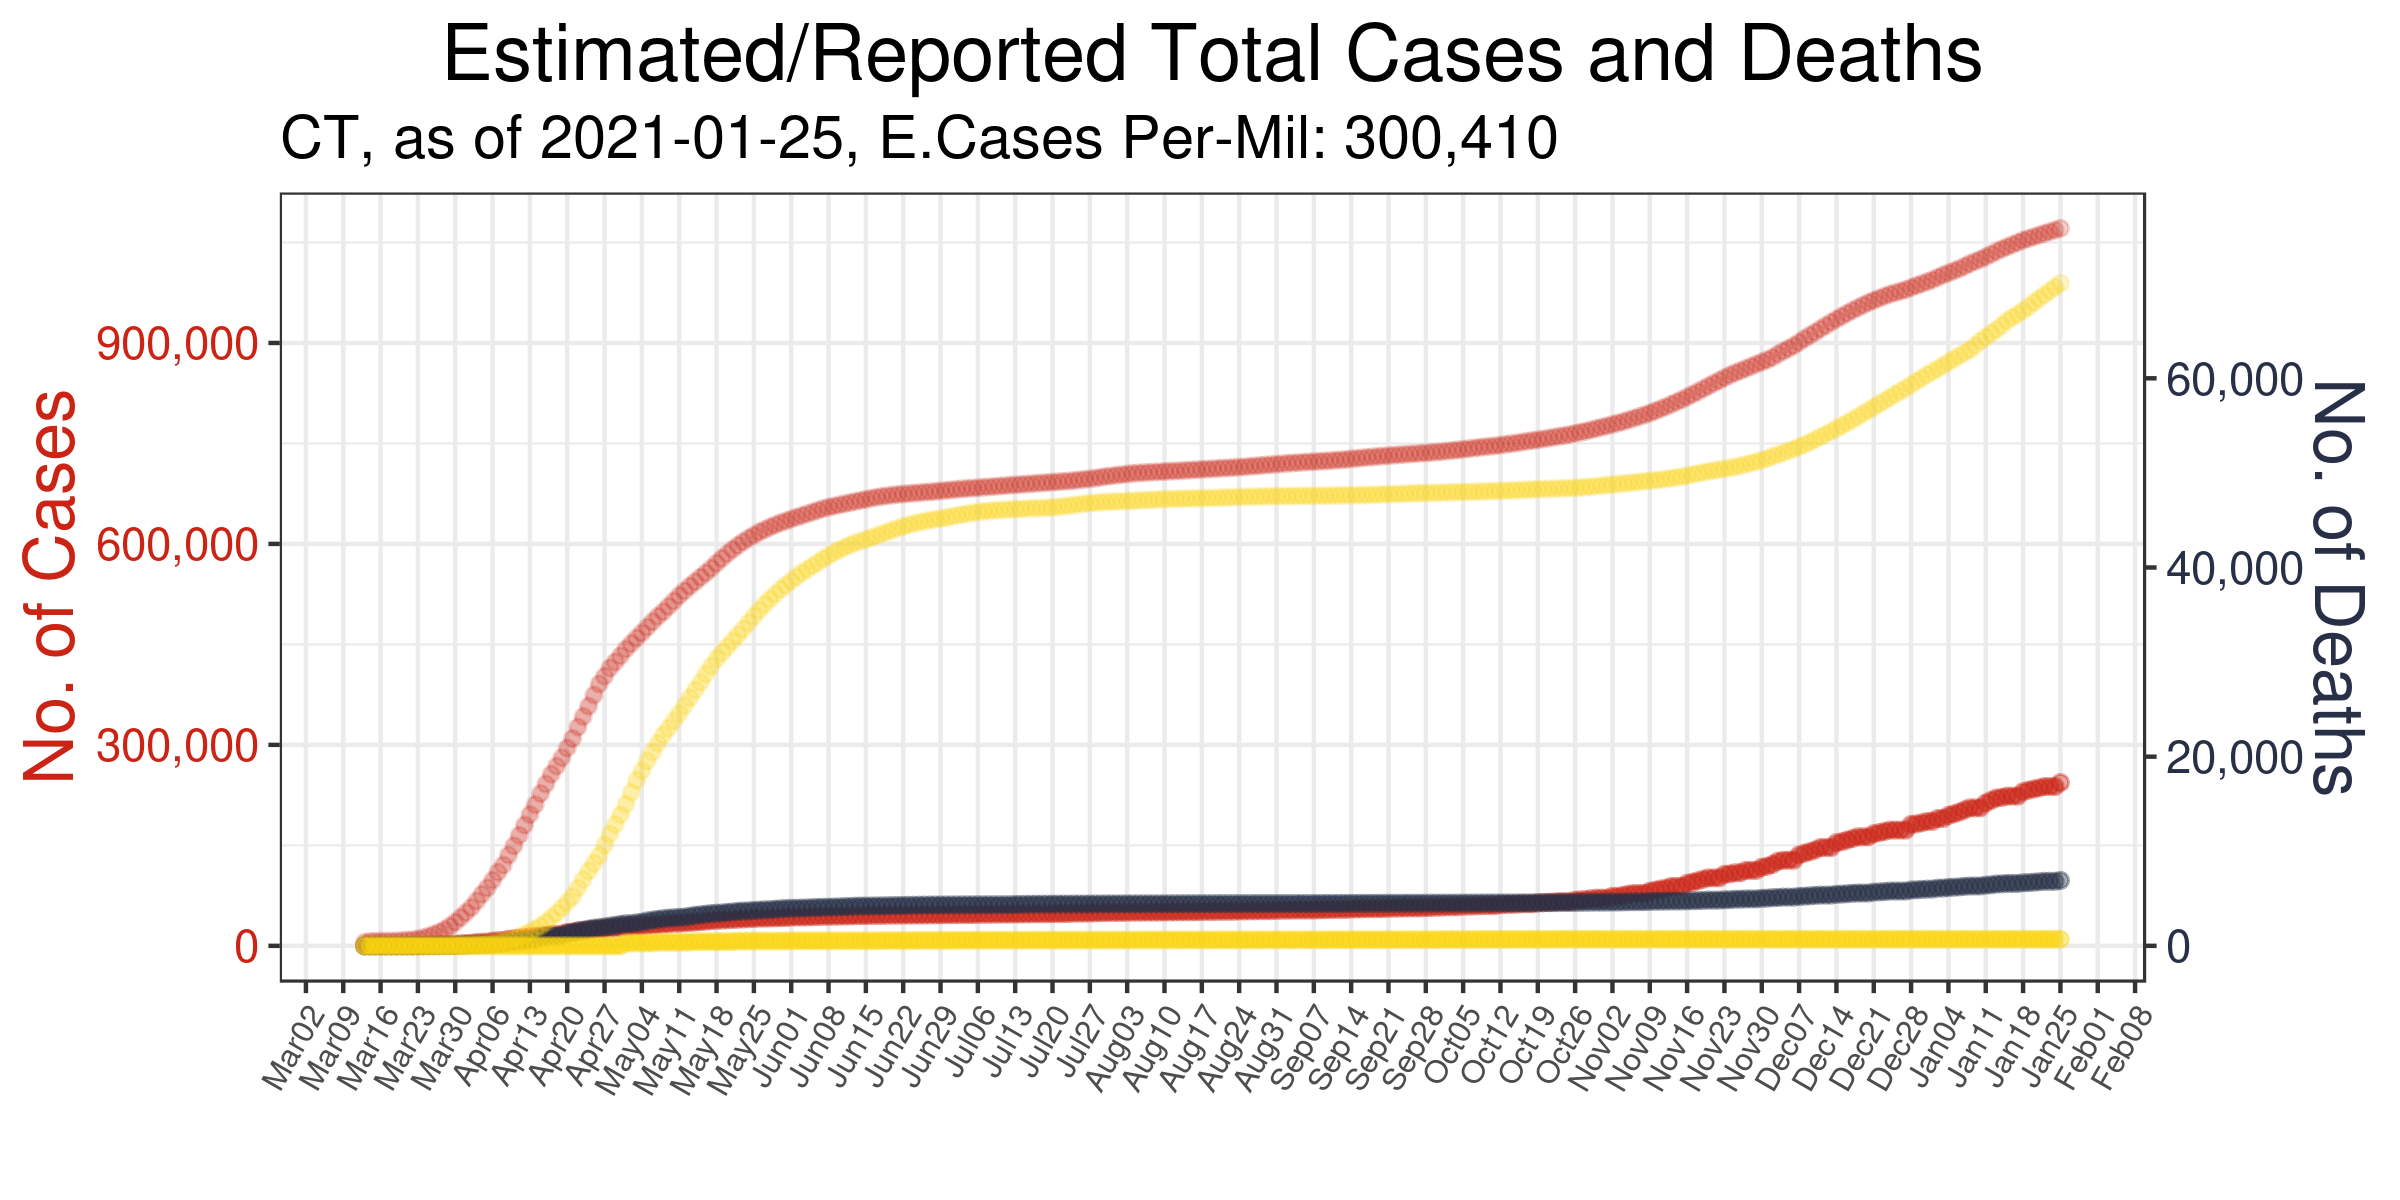 Estimated/Reported Total Cases and Deaths
CT, as of 2021-01-25, E.Cases Per-Mil: 300,410
No. of Cases
900,000
600,000
300,000
0
60,000
40,000
20,000
0
No. of Deaths
Mar02
Mar09
Mar16
Mar23
Mar30
Apr06
Apr13
Apr20
Apr27
May04
May11
May18
May25
Jun01
Jun08
Jun15
Jun22
Jun29
Jul06
Jul13
Jul20
Jul27
Aug03
Aug10
Aug17
Aug24
Aug31
Sep07
Sep14
Sep21
Sep28
Oct05
Oct12
Oct19
Oct26
Nov02
Nov09
Nov16
Nov23
Nov30
Dec07
Dec14
Dec21
Dec28
Jan04
Jan11
Jan18
Jan25
Feb01
Feb08